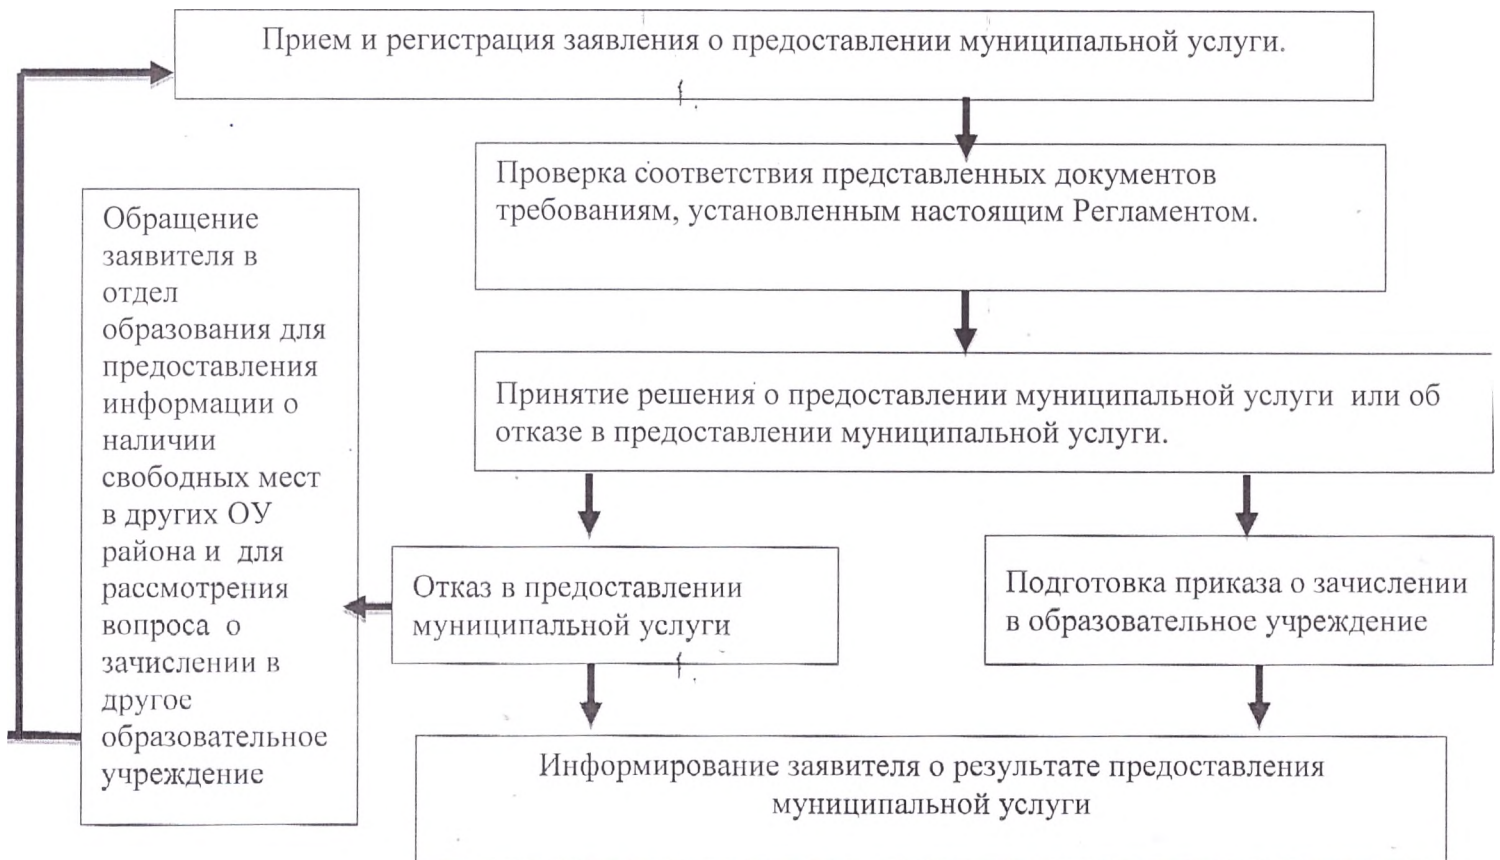 Прием и регистрация заявления о предоставлении муниципальной услуги.
Проверка соответствия представленных документов
требованиям, установленным настоящим Регламентом.
Обращение
заявителя в
отдел
образования для
предоставления
информации о
наличии
свободных мест
в других ОУ
района и для
рассмотрения
вопроса о
зачислении в
другое
образовательное
учреждение
Принятие решения о предоставлении муниципальной услуги или об
отказе в предоставлении муниципальной услуги.
Отказ в предоставлении
муниципальной услуги
Подготовка приказа о зачислении
в образовательное учреждение
Информирование заявителя о результате предоставления
муниципальной услуги